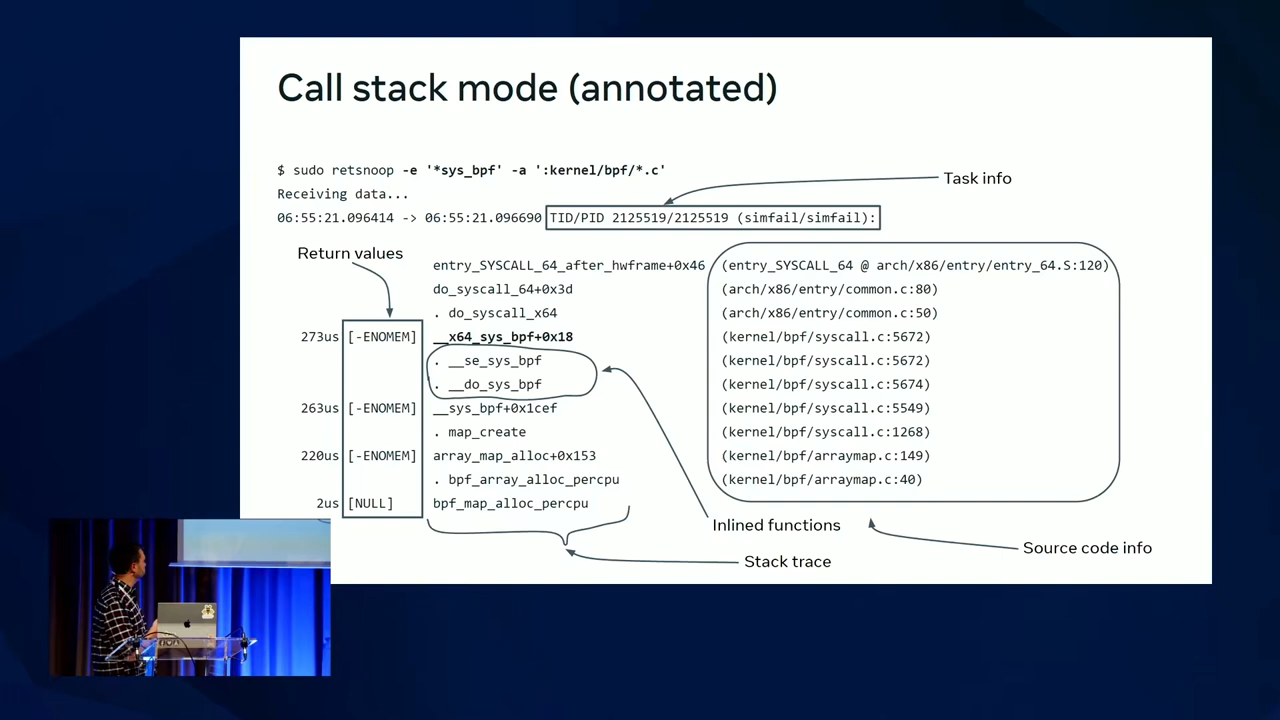 Call stack mode (annotated)
$ sudo retsnoop -e '*sys_bpf' -a ':kernel/bpf/*.c'
Receiving data...
Task info
06:55:21.096414 -> 06:55:21.096690 TID/PID 2125519/2125519 (simfail/simfail):
Return values
entry_SYSCALL_64_after_hwframe+0x46 (entry_SYSCALL_64 @ arch/x86/entry/entry_64.S:120)
do_syscall_64+0x3d (arch/x86/entry/common.c:80)
. do_syscall_x64 (arch/x86/entry/common.c:50)
273us [-ENOMEM] __x64_sys_bpf+0x18 (kernel/bpf/syscall.c:5672)
. __se_sys_bpf (kernel/bpf/syscall.c:5672)
. __do_sys_bpf (kernel/bpf/syscall.c:5674)
263us [-ENOMEM] __sys_bpf+0x1cef (kernel/bpf/syscall.c:5549)
. map_create (kernel/bpf/syscall.c:1268)
220us [-ENOMEM] array_map_alloc+0x153 (kernel/bpf/arraymap.c:149)
. bpf_array_alloc_percpu (kernel/bpf/arraymap.c:40)
2us [NULL] bpf_map_alloc_percpu
Inlined functions
Source code info
Stack trace